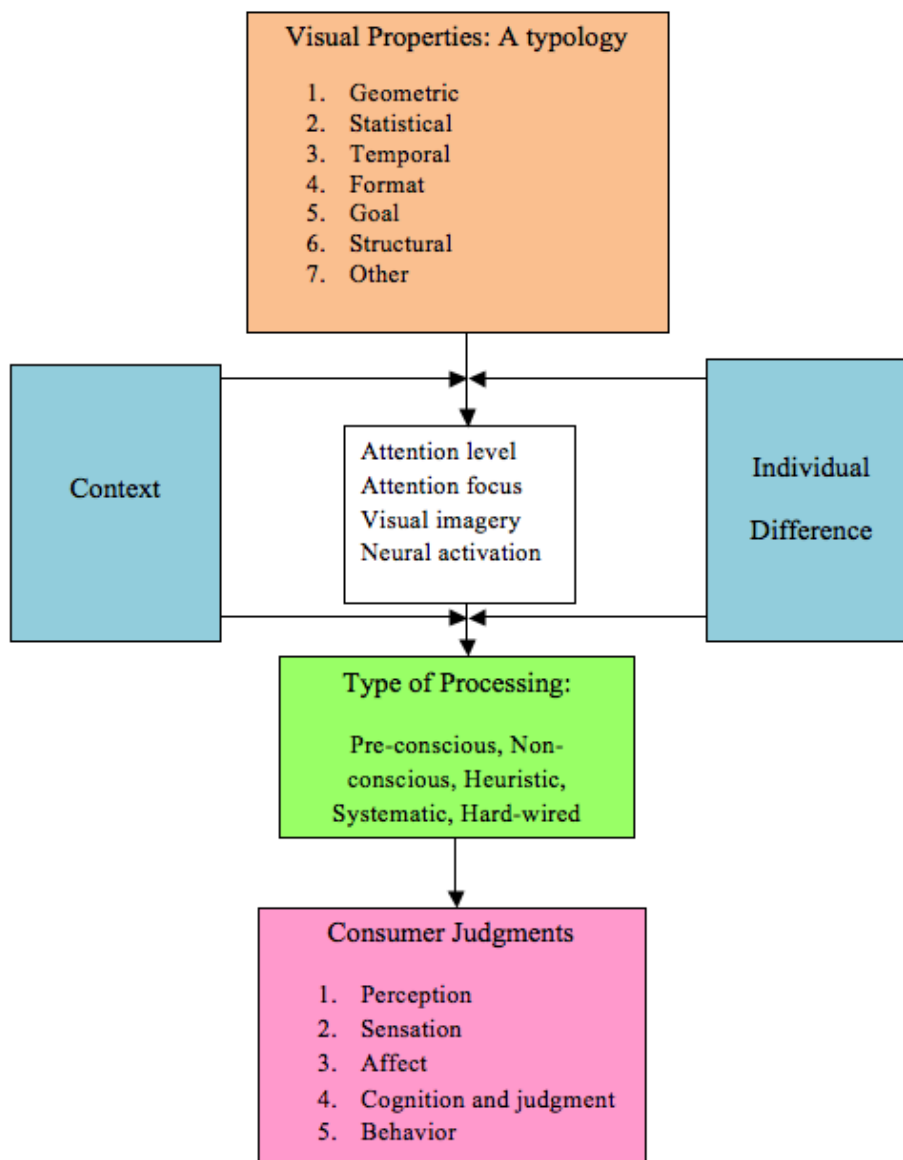 Visual Properties: A typology
1. Geometric
2. Statistical
3. Temporal
4. Format
5. Goal
6. Structural
7. Other
Context
Attention level
Attention focus
Visual imagery
Neural activation
Individual
Difference
Type of Processing:
Pre-conscious, Non-
conscious, Heuristic,
Systematic, Hard-wired
Consumer Judgments
1. Perception
2. Sensation
3. Affect
4. Cognition and judgment
5. Behavior